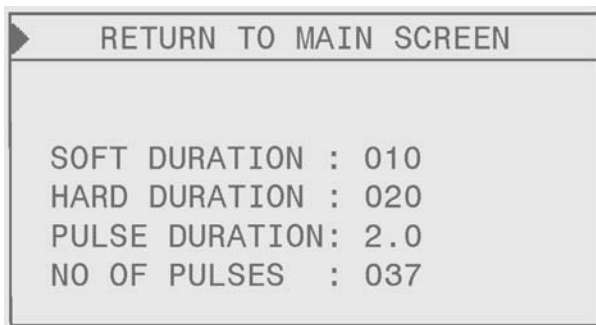 RETURN TO MAIN SCREEN
SOFT DURATION : 010
HARD DURATION : 020
PULSE DURATION: 2.0
NO OF PULSES : 037